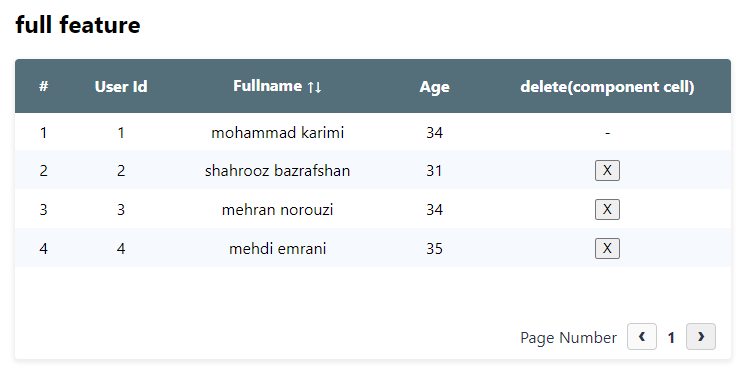 full feature
# User Id Fullname ↑↓ Age delete(component cell)
1 1 mohammad karimi 34 -
2 2 shahrooz bazrafshan 31 X
3 3 mehran norouzi 34 X
4 4 mehdi emrani 35 X
Page Number ‹ 1 ›